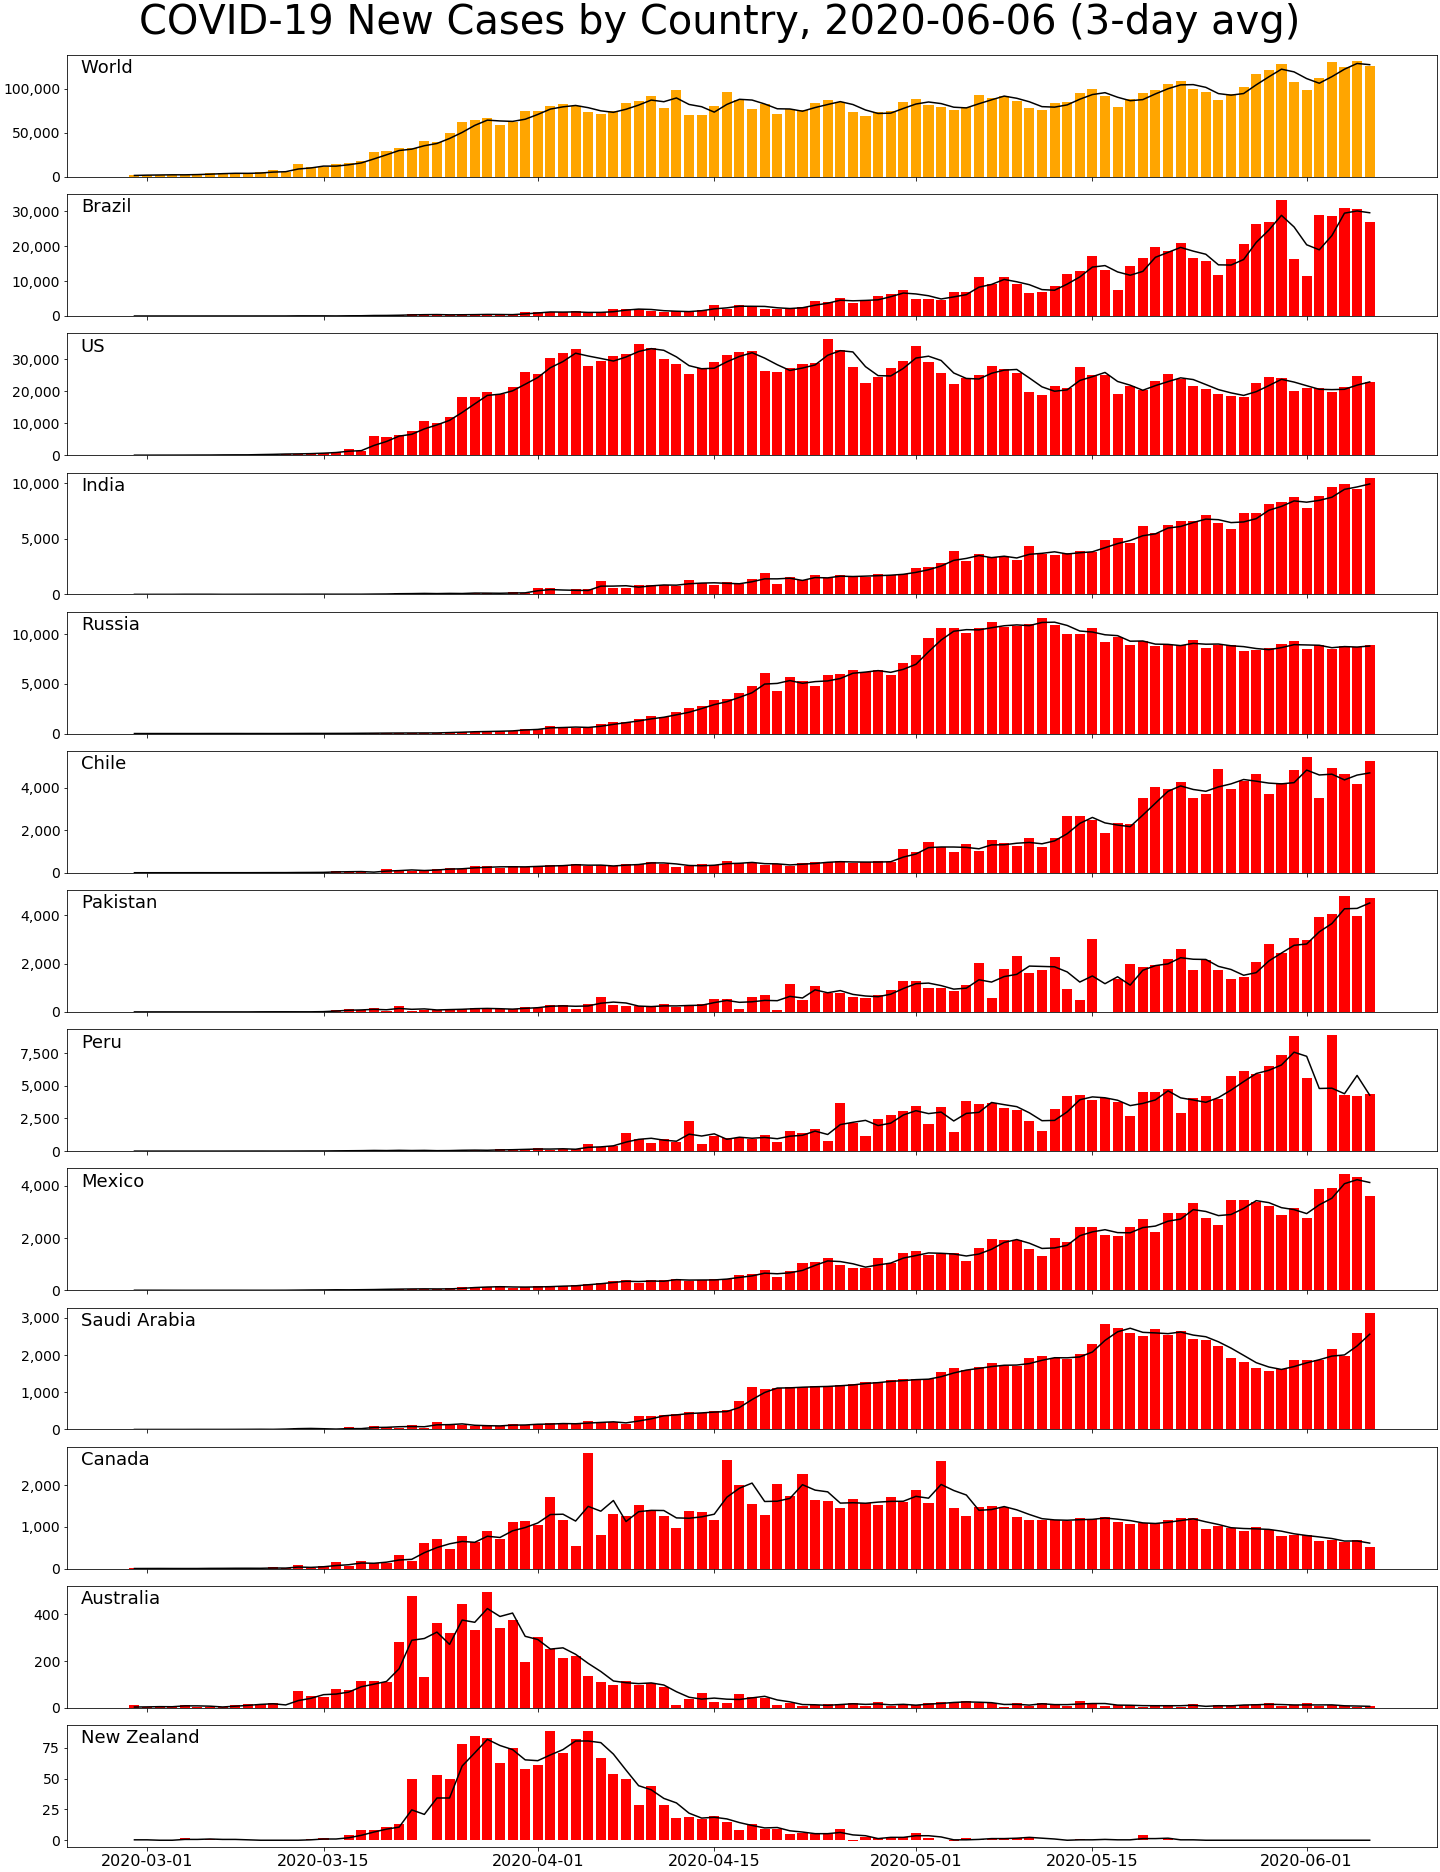 COVID-19 New Cases by Country, 2020-06-06 (3-day avg)
World
100,000
50,000
0
Brazil
30,000
20,000
10,000
0
US
30,000
20,000
10,000
0
India
10,000
5,000
0
Russia
10,000
5,000
0
Chile
4,000
2,000
0
Pakistan
4,000
2,000
0
Peru
7,500
5,000
2,500
0
Mexico
4,000
2,000
0
Saudi Arabia
3,000
2,000
1,000
0
Canada
2,000
1,000
0
Australia
400
200
0
New Zealand
75
50
25
0
2020-03-01 2020-03-15 2020-04-01 2020-04-15 2020-05-01 2020-05-15 2020-06-01